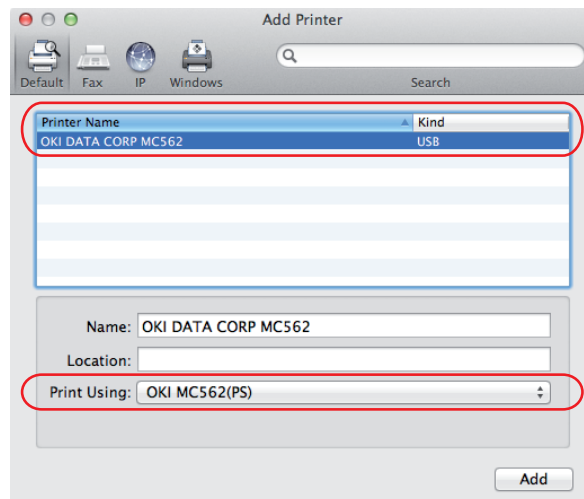 Add Printer
Default Fax IP Windows Search
Printer Name Kind
OKI DATA CORP MC562 USB
Name: OKI DATA CORP MC562
Location:
Print Using: OKI MC562(PS)
Add